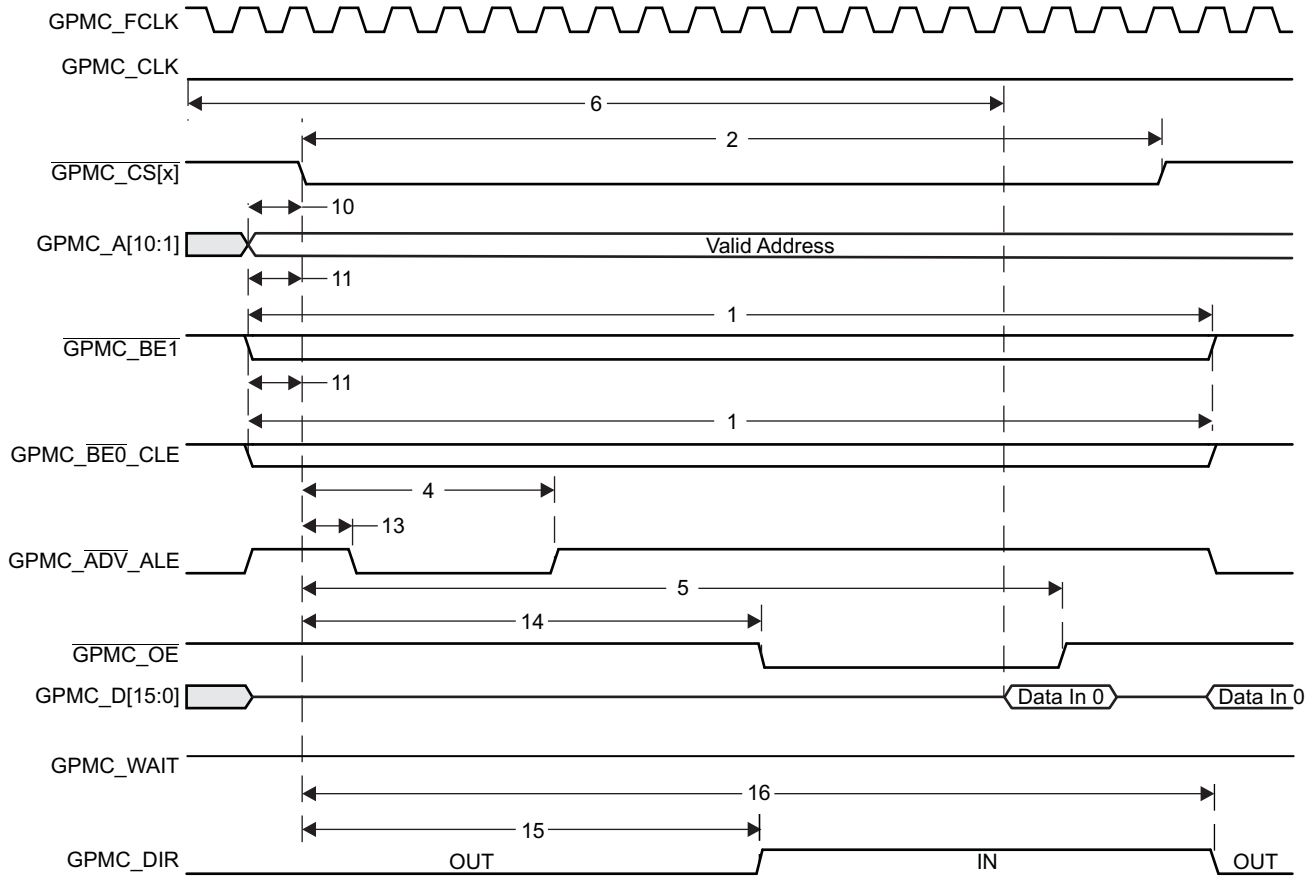 GPMC_FCLK
GPMC_CLK
6
2
GPMC_CS[x]
10
GPMC_A[10:1]
Valid Address
11
1
GPMC_BE1
11
1
GPMC_BE0_CLE
4
13
GPMC_ADV_ALE
5
14
GPMC_OE
GPMC_D[15:0]
Data In 0
Data In 0
GPMC_WAIT
16
15
GPMC_DIR
OUT
IN
OUT